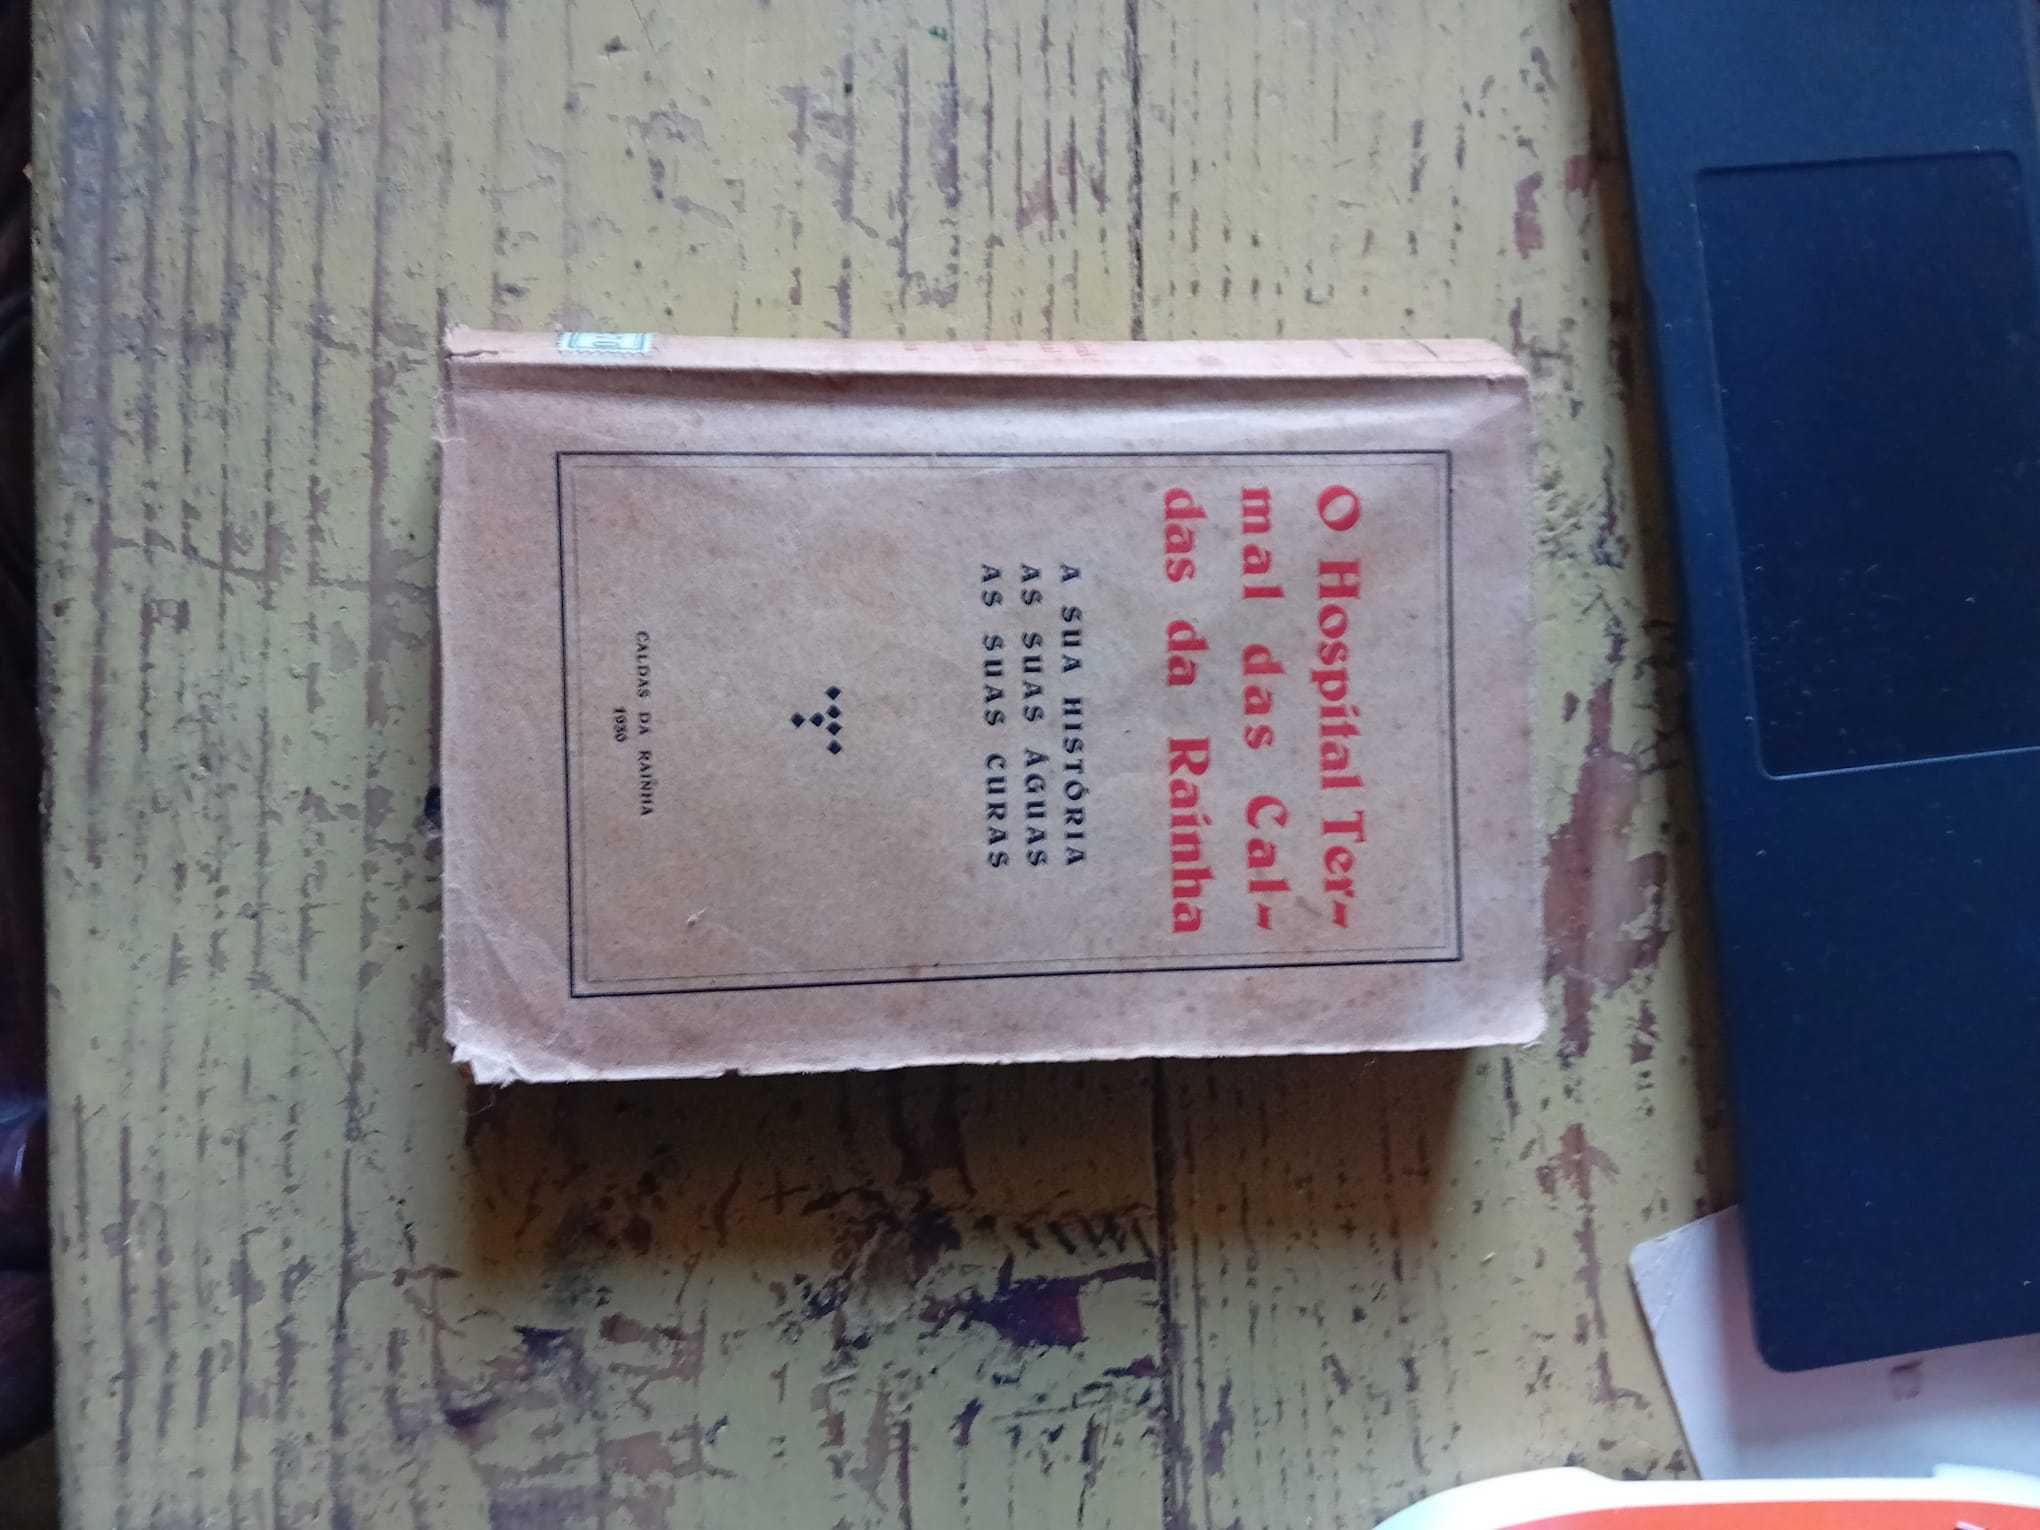 O Hospital Ter-
mal das Cal-
das da Raínha
A SUA HISTÓRIA
AS SUAS ÁGUAS
AS SUAS CURAS
CALDAS DA RAÍNHA
1930